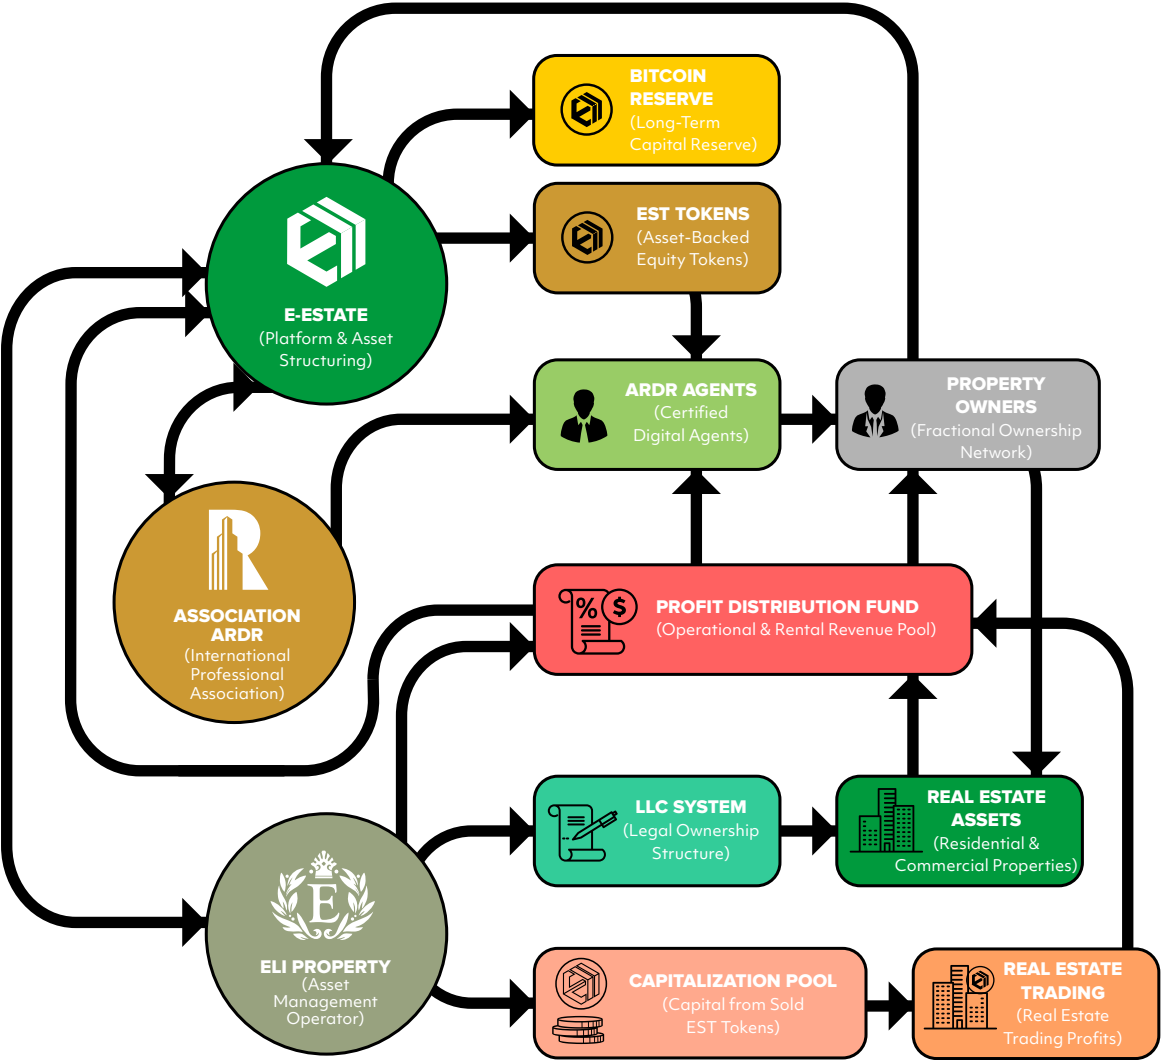 BITCOIN
RESERVE
(Long-Term
Capital Reserve)
EST TOKENS
(Asset-Backed
Equity Tokens)
E-ESTATE
(Platform & Asset
Structuring)
ARDR AGENTS
(Certified
Digital Agents)
PROPERTY
OWNERS
(Fractional Ownership
Network)
R
ASSOCIATION
ARDR
(International
Professional
Association)
% $
PROFIT DISTRIBUTION FUND
(Operational & Rental Revenue Pool)
LLC SYSTEM
(Legal Ownership
Structure)
REAL ESTATE
ASSETS
(Residential &
Commercial Properties)
E
ELI PROPERTY
(Asset
Management
Operator)
CAPITALIZATION POOL
(Capital from Sold
EST Tokens)
REAL ESTATE
TRADING
(Real Estate
Trading Profits)